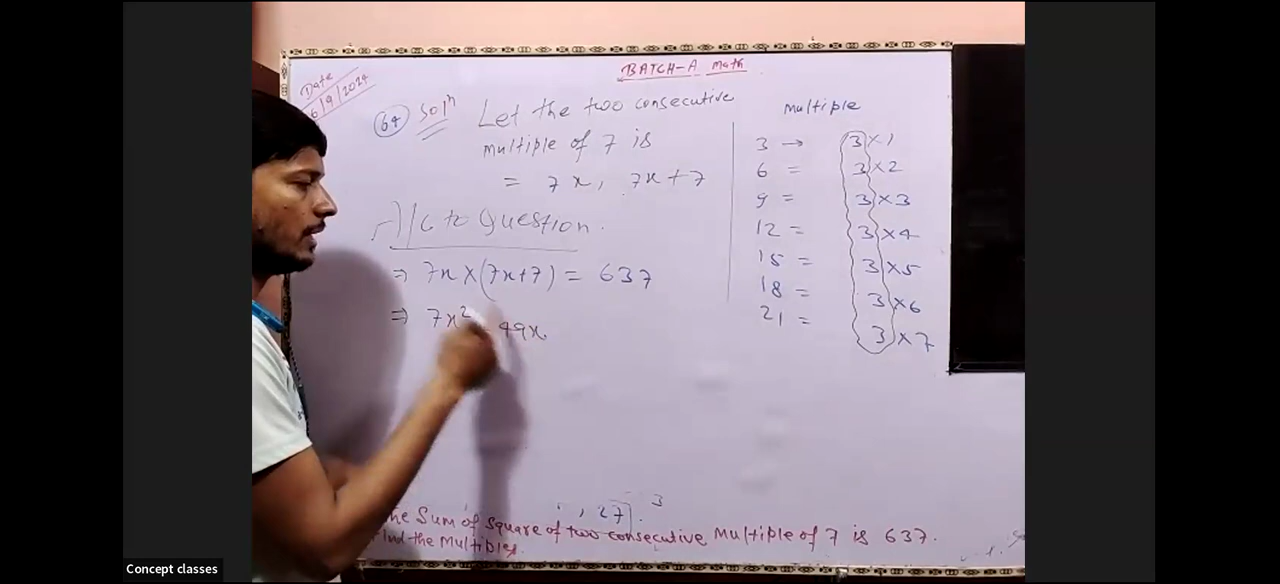 BATCH-A Math
Date
6/9/2024
64 Solⁿ Let the two consecutive
multiple of 7 is
= 7x, 7x+7
A/c to Question.
⇒ 7x×(7x+7) = 637
⇒ 7x² 49x
multiple
3 → 3×1
6 = 3×2
9 = 3×3
12 = 3×4
15 = 3×5
18 = 3×6
21 = 3×7
, 27 3
Sum of Square of two consecutive Multiple of 7 is 637.
the Multiples.
Concept classes